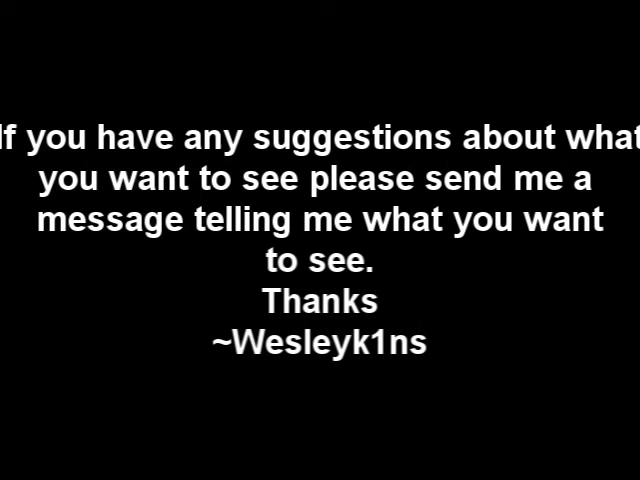 If you have any suggestions about what
you want to see please send me a
message telling me what you want
to see.
Thanks
~Wesleyk1ns